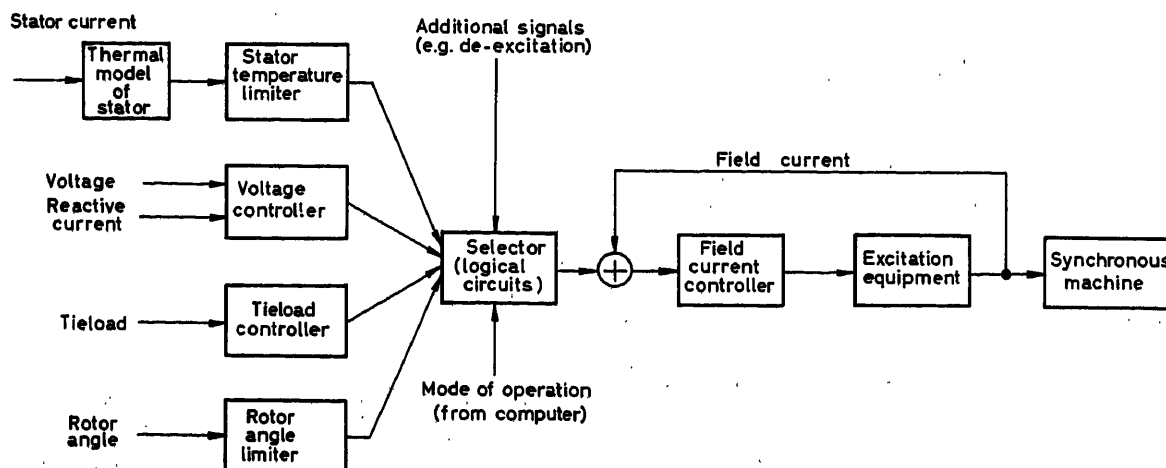 Stator current
Thermal
model
of
stator
Stator
temperature
limiter
Additional signals
(e.g. de-excitation)
Voltage
Reactive
current
Voltage
controller
Field current
Selector
(logical
circuits)
+
Field
current
controller
Excitation
equipment
Synchronous
machine
Tieload
Tieload
controller
Mode of operation
(from computer)
Rotor
angle
Rotor
angle
limiter